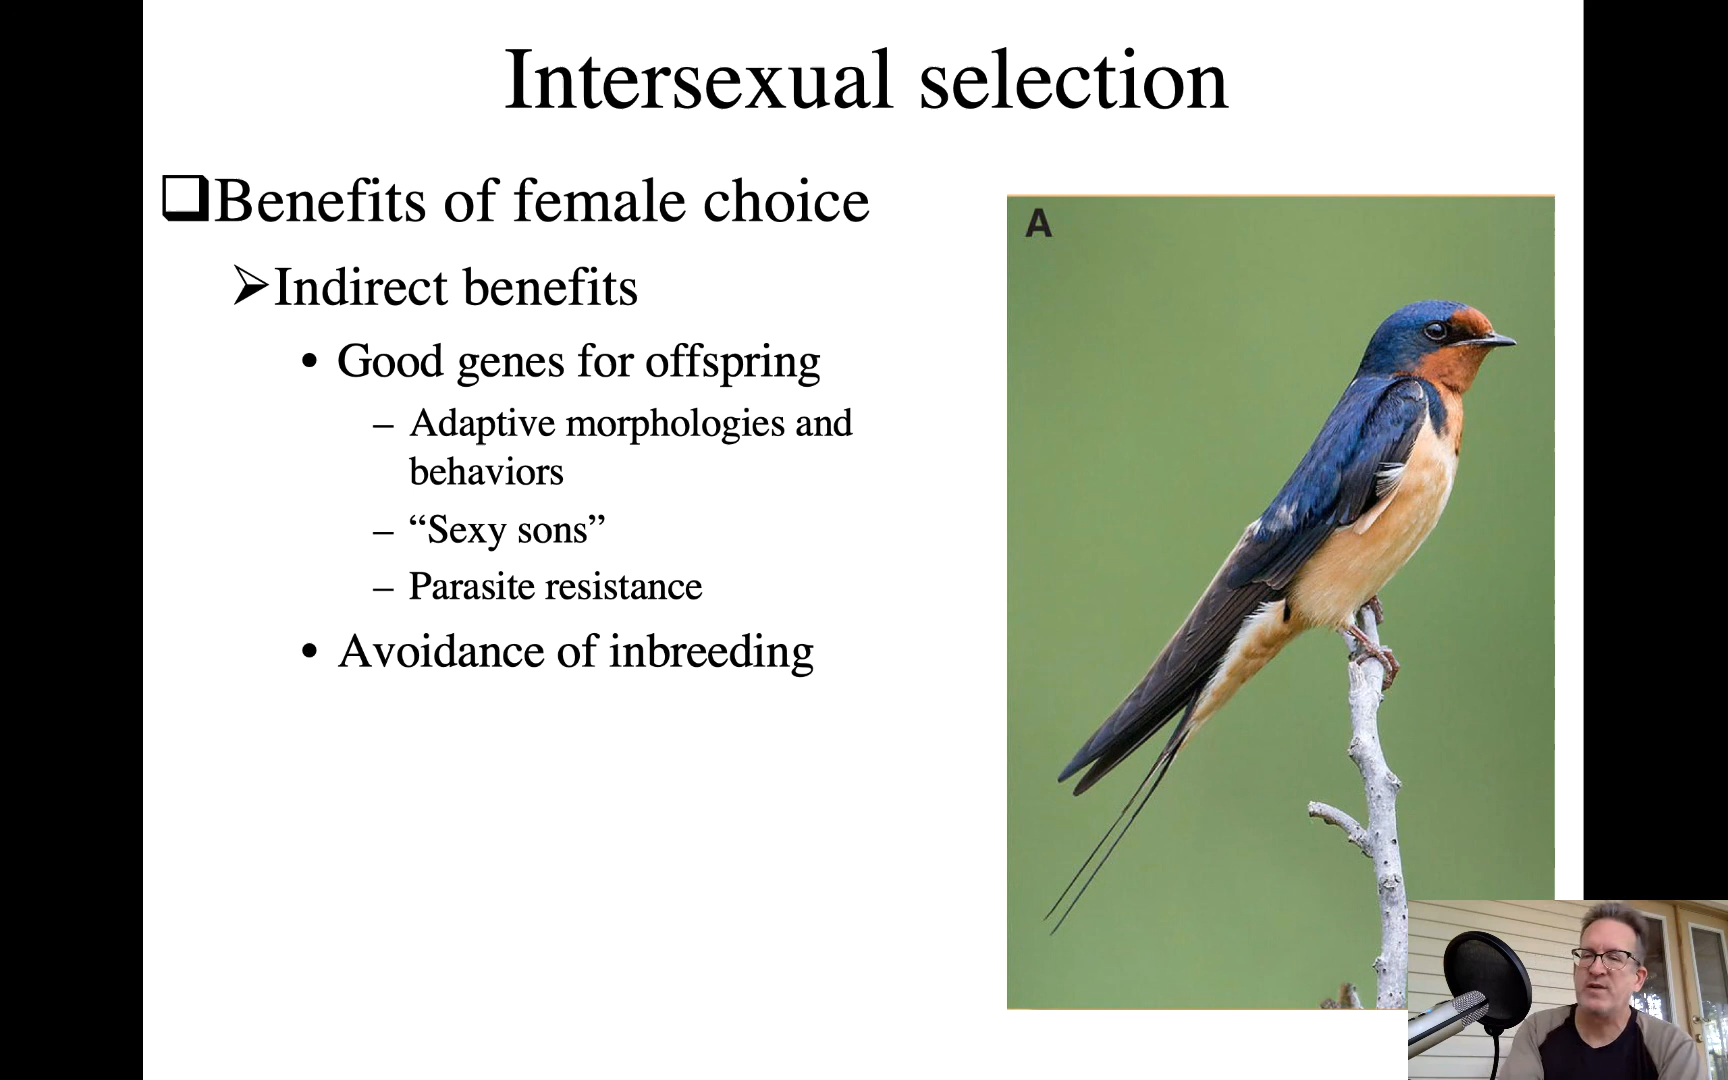 Intersexual selection
❑Benefits of female choice
➢Indirect benefits
• Good genes for offspring
– Adaptive morphologies and
behaviors
– “Sexy sons”
– Parasite resistance
• Avoidance of inbreeding
A